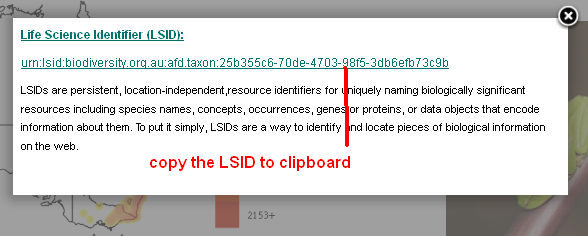 Life Science Identifier (LSID):
urn:lsid:biodiversity.org.au:afd.taxon:25b355c6-70de-4703-98f5-3db6efb73c9b
LSIDs are persistent, location-independent,resource identifiers for uniquely naming biologically significant
resources including species names, concepts, occurrences, genes or proteins, or data objects that encode
information about them. To put it simply, LSIDs are a way to identify and locate pieces of biological information
on the web.
copy the LSID to clipboard
2153+